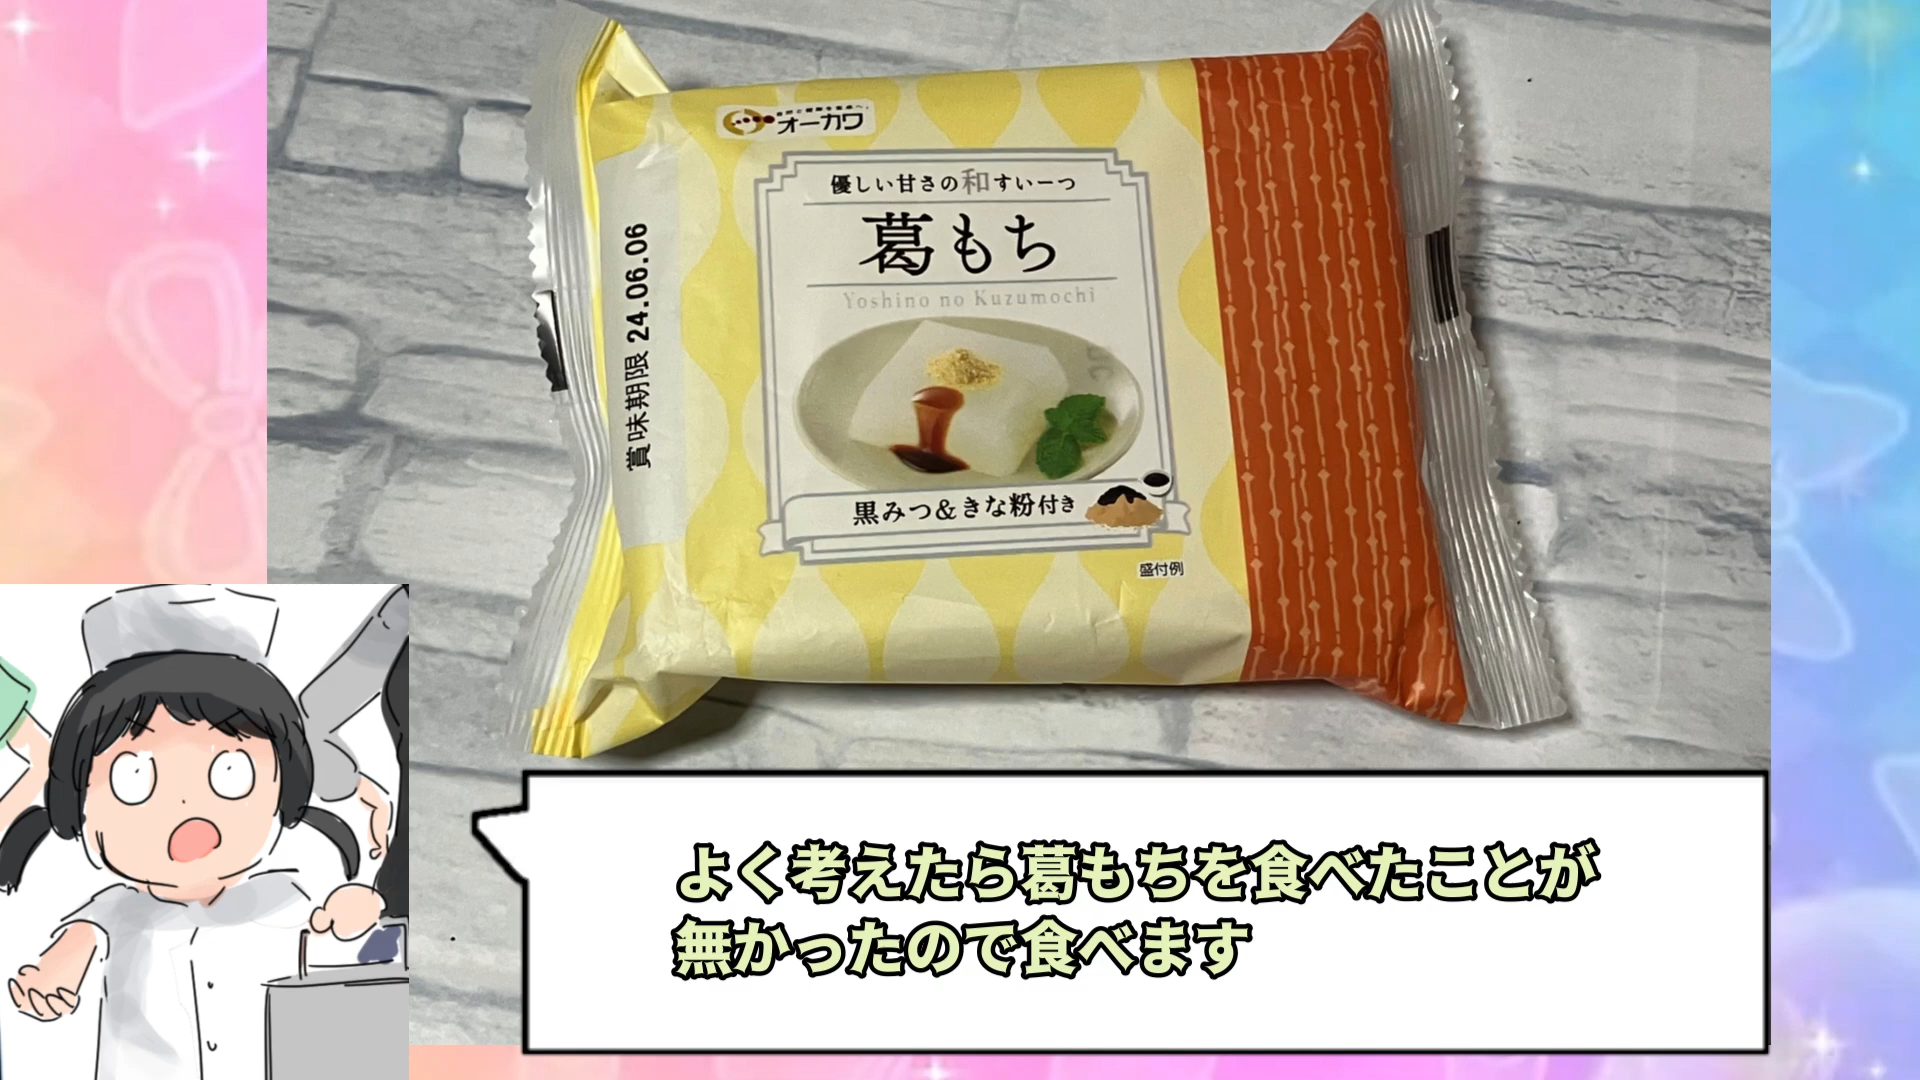 オーカワ
優しい甘さの和すいーつ
葛もち
Yoshino no Kuzumochi
賞味期限 24.06.06
黒みつ&きな粉付き
盛付例
よく考えたら葛もちを食べたことが
無かったので食べます